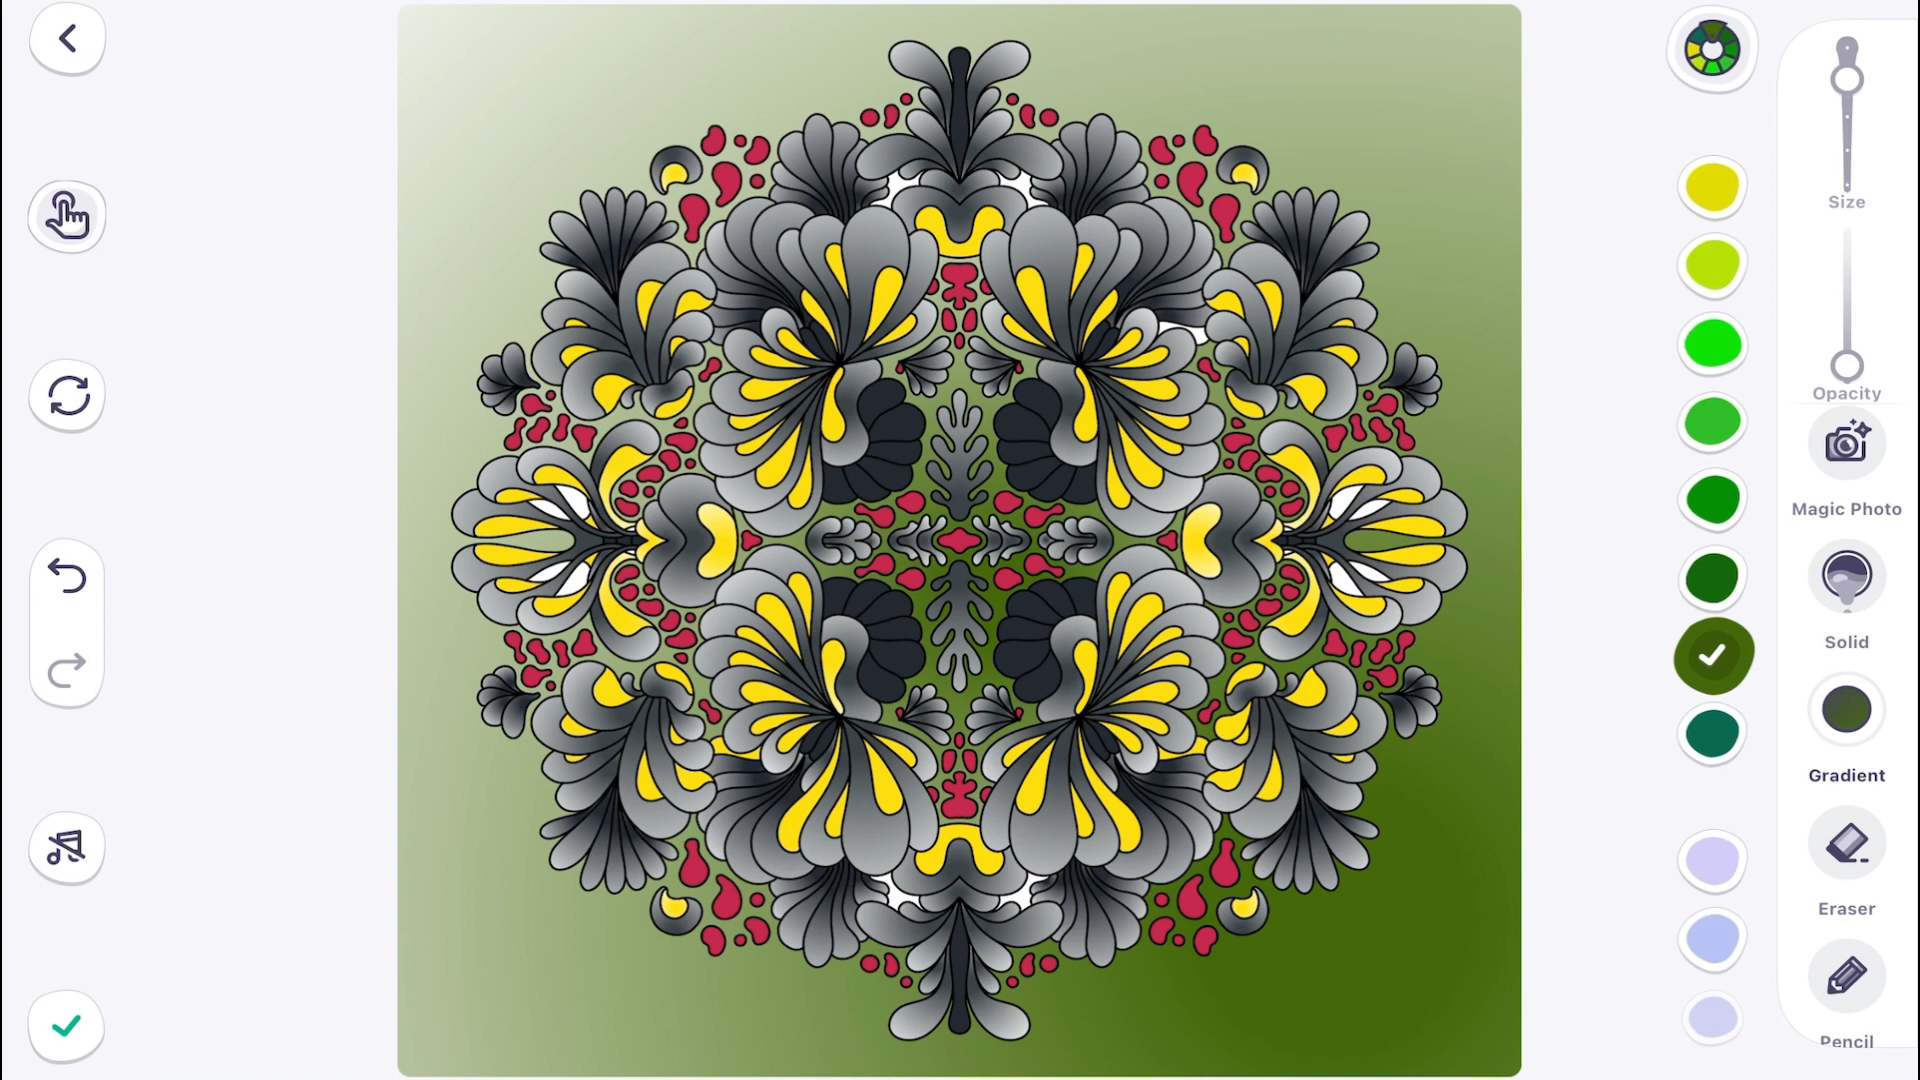 Size
Opacity
Magic Photo
Solid
Gradient
Eraser
Pencil